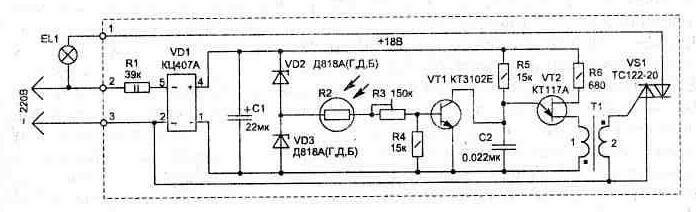 1
EL1
R1
39к
VD1
КЦ407А
+18В
VD2 Д818А(Г,Д,Б)
R5
15к
VS1
ТС122-20
2
5
4
~
+
C1
22мк
R2
R3 150к
VT1 КТ3102Е
VT2
КТ117А
R6
680
~ 220В
3
2
1
~
-
VD3
Д818А(Г,Д,Б)
R4
15к
C2
0.022мк
T1
1
2